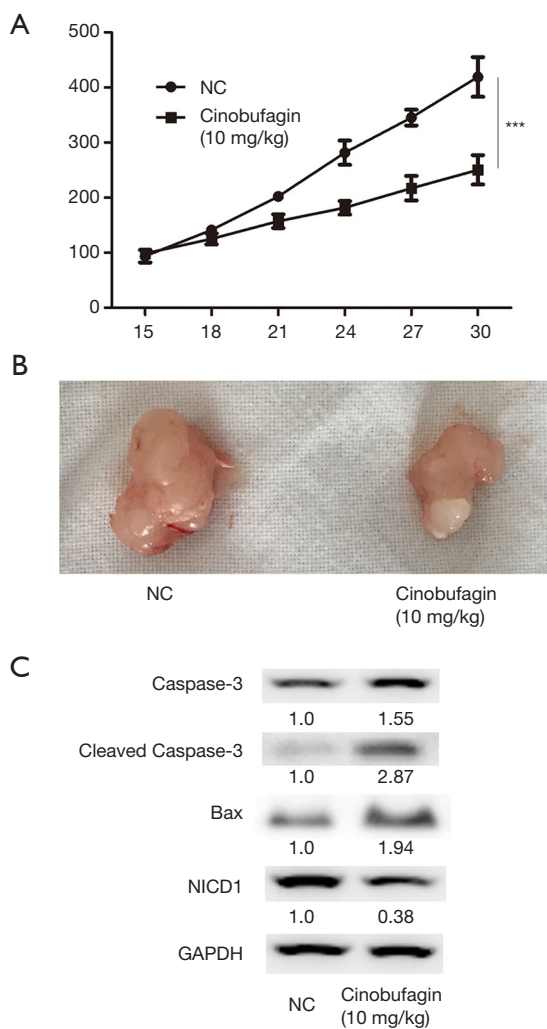 A
500
400
300
200
100
0
NC
Cinobufagin
(10 mg/kg)
***
15 18 21 24 27 30
B
NC
Cinobufagin
(10 mg/kg)
C
Caspase-3
1.0 1.55
Cleaved Caspase-3
1.0 2.87
Bax
1.0 1.94
NICD1
1.0 0.38
GAPDH
NC Cinobufagin
(10 mg/kg)